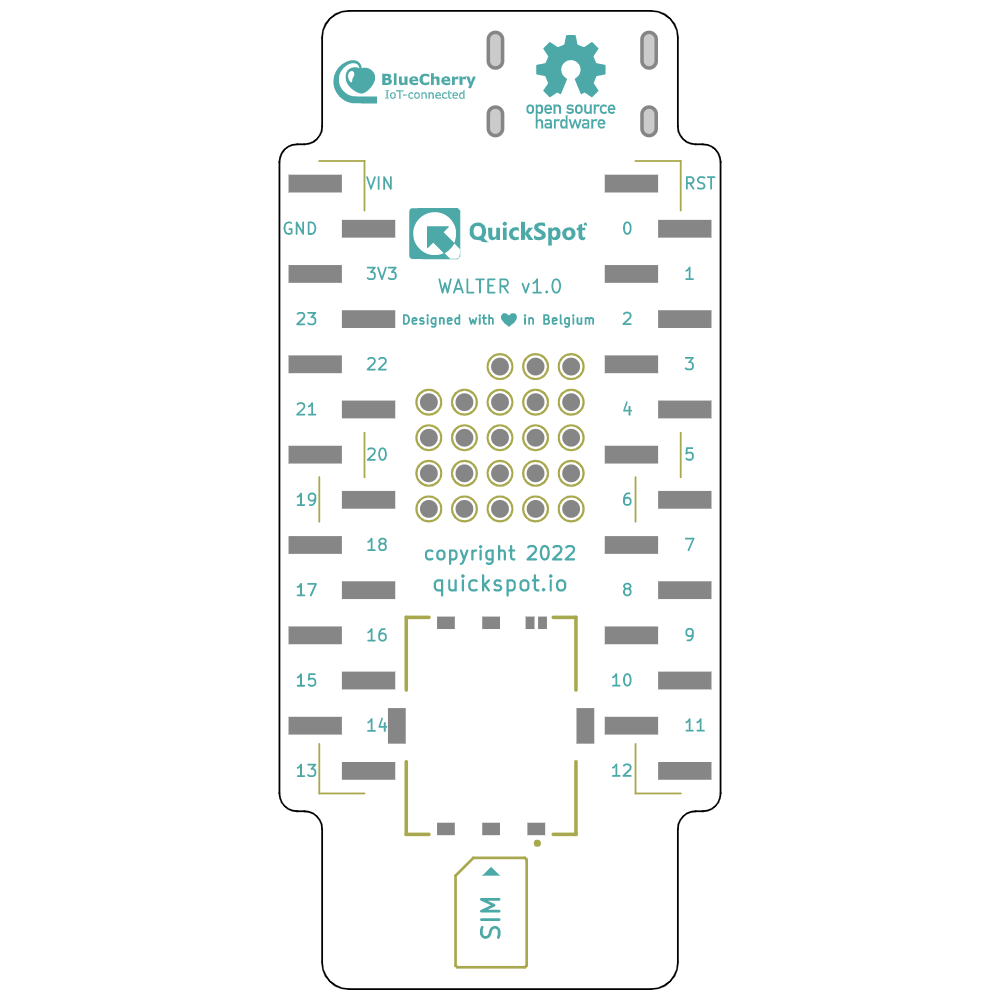 BlueCherry
IoT-connected
open source
hardware
VIN
RST
GND
QuickSpot
0
3V3
1
WALTER v1.0
23
Designed with ♥ in Belgium
2
22
3
21
4
20
5
19
6
18
7
copyright 2022
17
quickspot.io
8
16
9
15
10
14
11
13
12
SIM